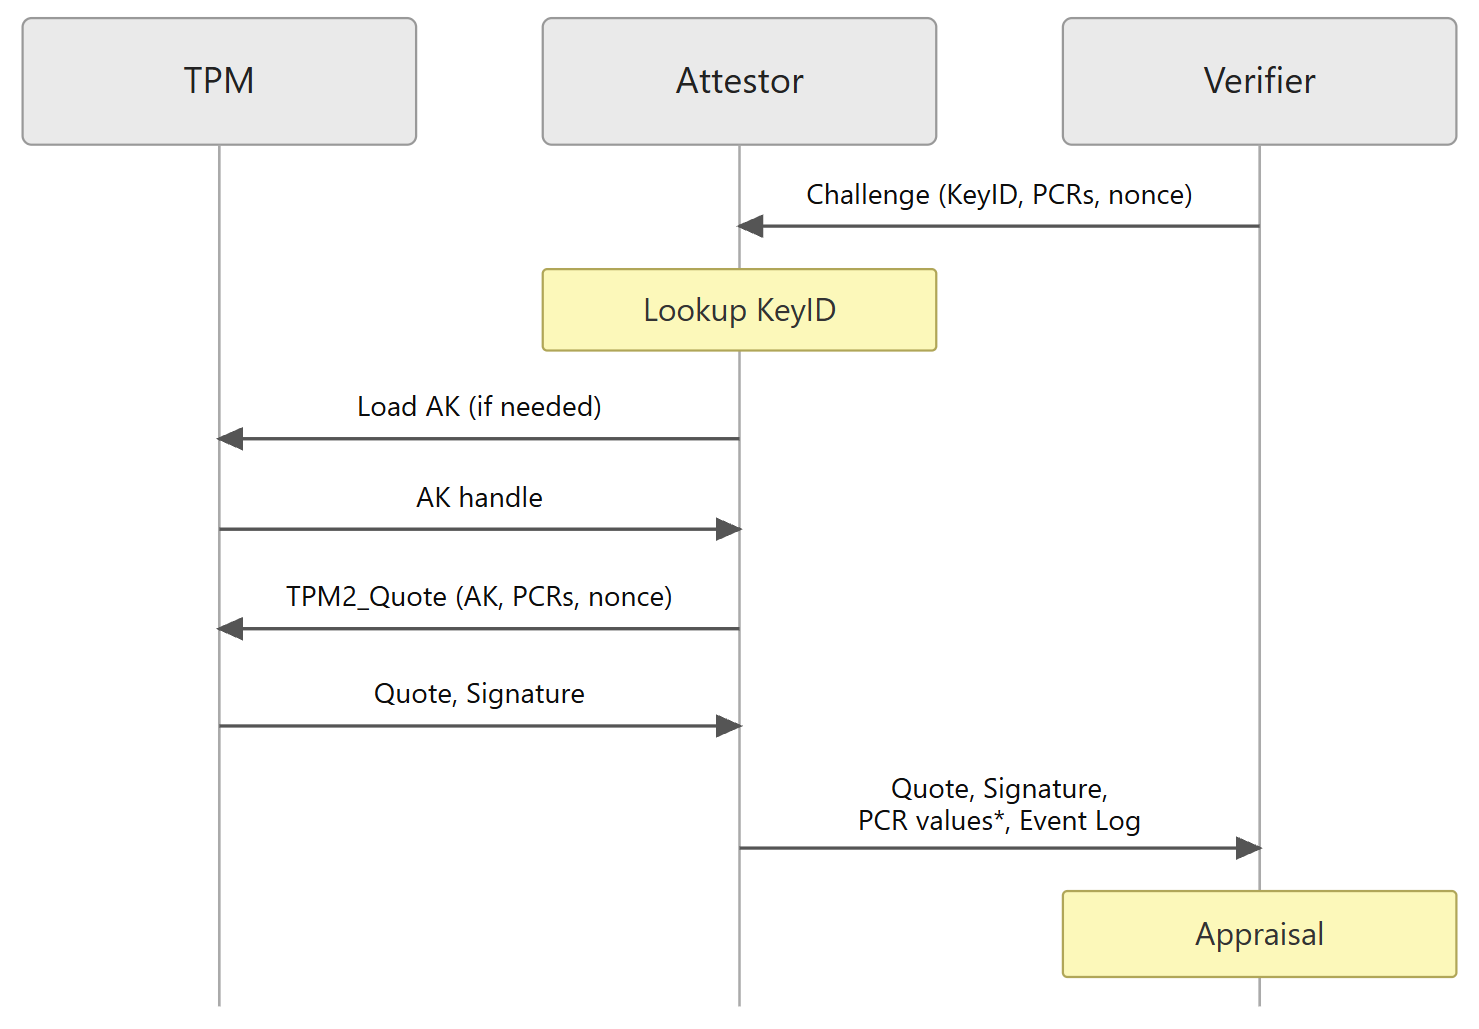 TPM
Attestor
Verifier
Challenge (KeyID, PCRs, nonce)
Lookup KeyID
Load AK (if needed)
AK handle
TPM2_Quote (AK, PCRs, nonce)
Quote, Signature
Quote, Signature,
PCR values*, Event Log
Appraisal